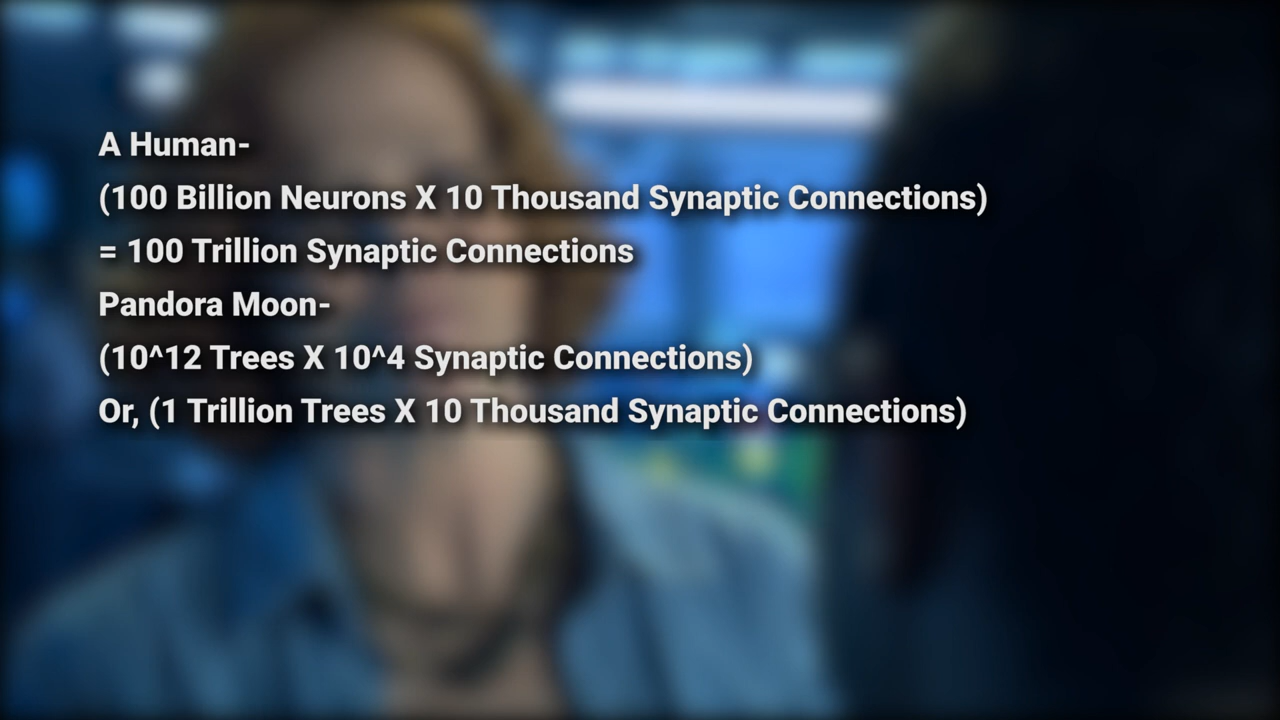 A Human-
(100 Billion Neurons X 10 Thousand Synaptic Connections)
= 100 Trillion Synaptic Connections
Pandora Moon-
(10^12 Trees X 10^4 Synaptic Connections)
Or, (1 Trillion Trees X 10 Thousand Synaptic Connections)